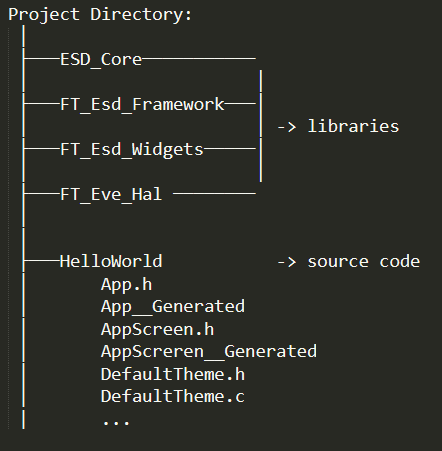 Project Directory:
ESD_Core
FT_Esd_Framework
-> libraries
FT_Esd_Widgets
FT_Eve_Hal
HelloWorld -> source code
App.h
App__Generated
AppScreen.h
AppScreren__Generated
DefaultTheme.h
DefaultTheme.c
...